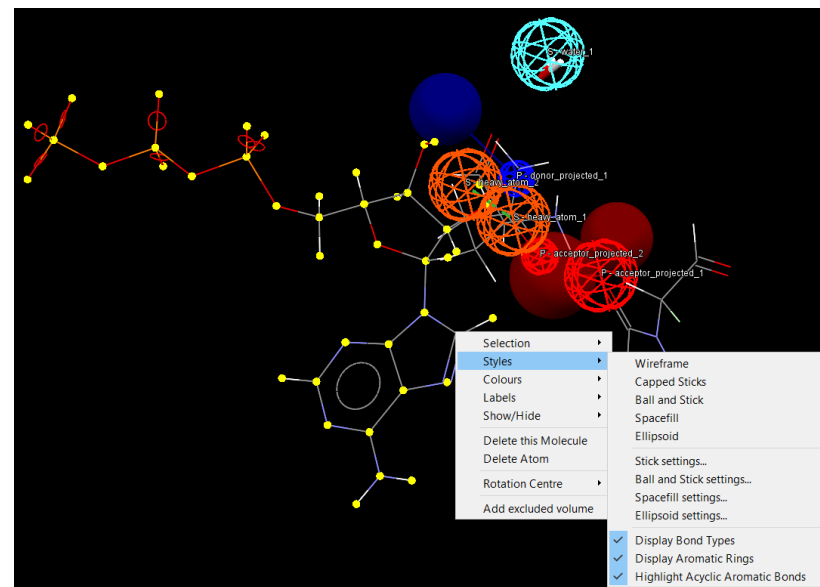 S - water_1
P - donor_projected_1
S - heavy_atom_2
S - heavy_atom_1
P - acceptor_projected_2
P - acceptor_projected_1
Selection
Styles
Colours
Labels
Show/Hide
Delete this Molecule
Delete Atom
Rotation Centre
Add excluded volume
Wireframe
Capped Sticks
Ball and Stick
Spacefill
Ellipsoid
Stick settings...
Ball and Stick settings...
Spacefill settings...
Ellipsoid settings...
Display Bond Types
Display Aromatic Rings
Highlight Acyclic Aromatic Bonds